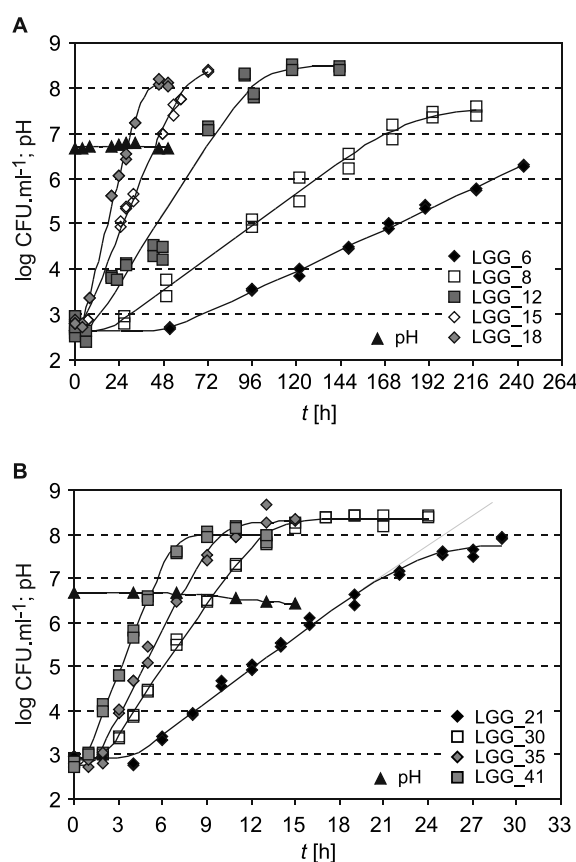 A
log CFU.ml-1; pH
9
8
7
6
5
4
3
2
0 24 48 72 96 120 144 168 192 216 240 264
t [h]
LGG_6
LGG_8
LGG_12
LGG_15
LGG_18
pH
B
log CFU.ml-1; pH
9
8
7
6
5
4
3
2
0 3 6 9 12 15 18 21 24 27 30 33
t [h]
LGG_21
LGG_30
LGG_35
LGG_41
pH